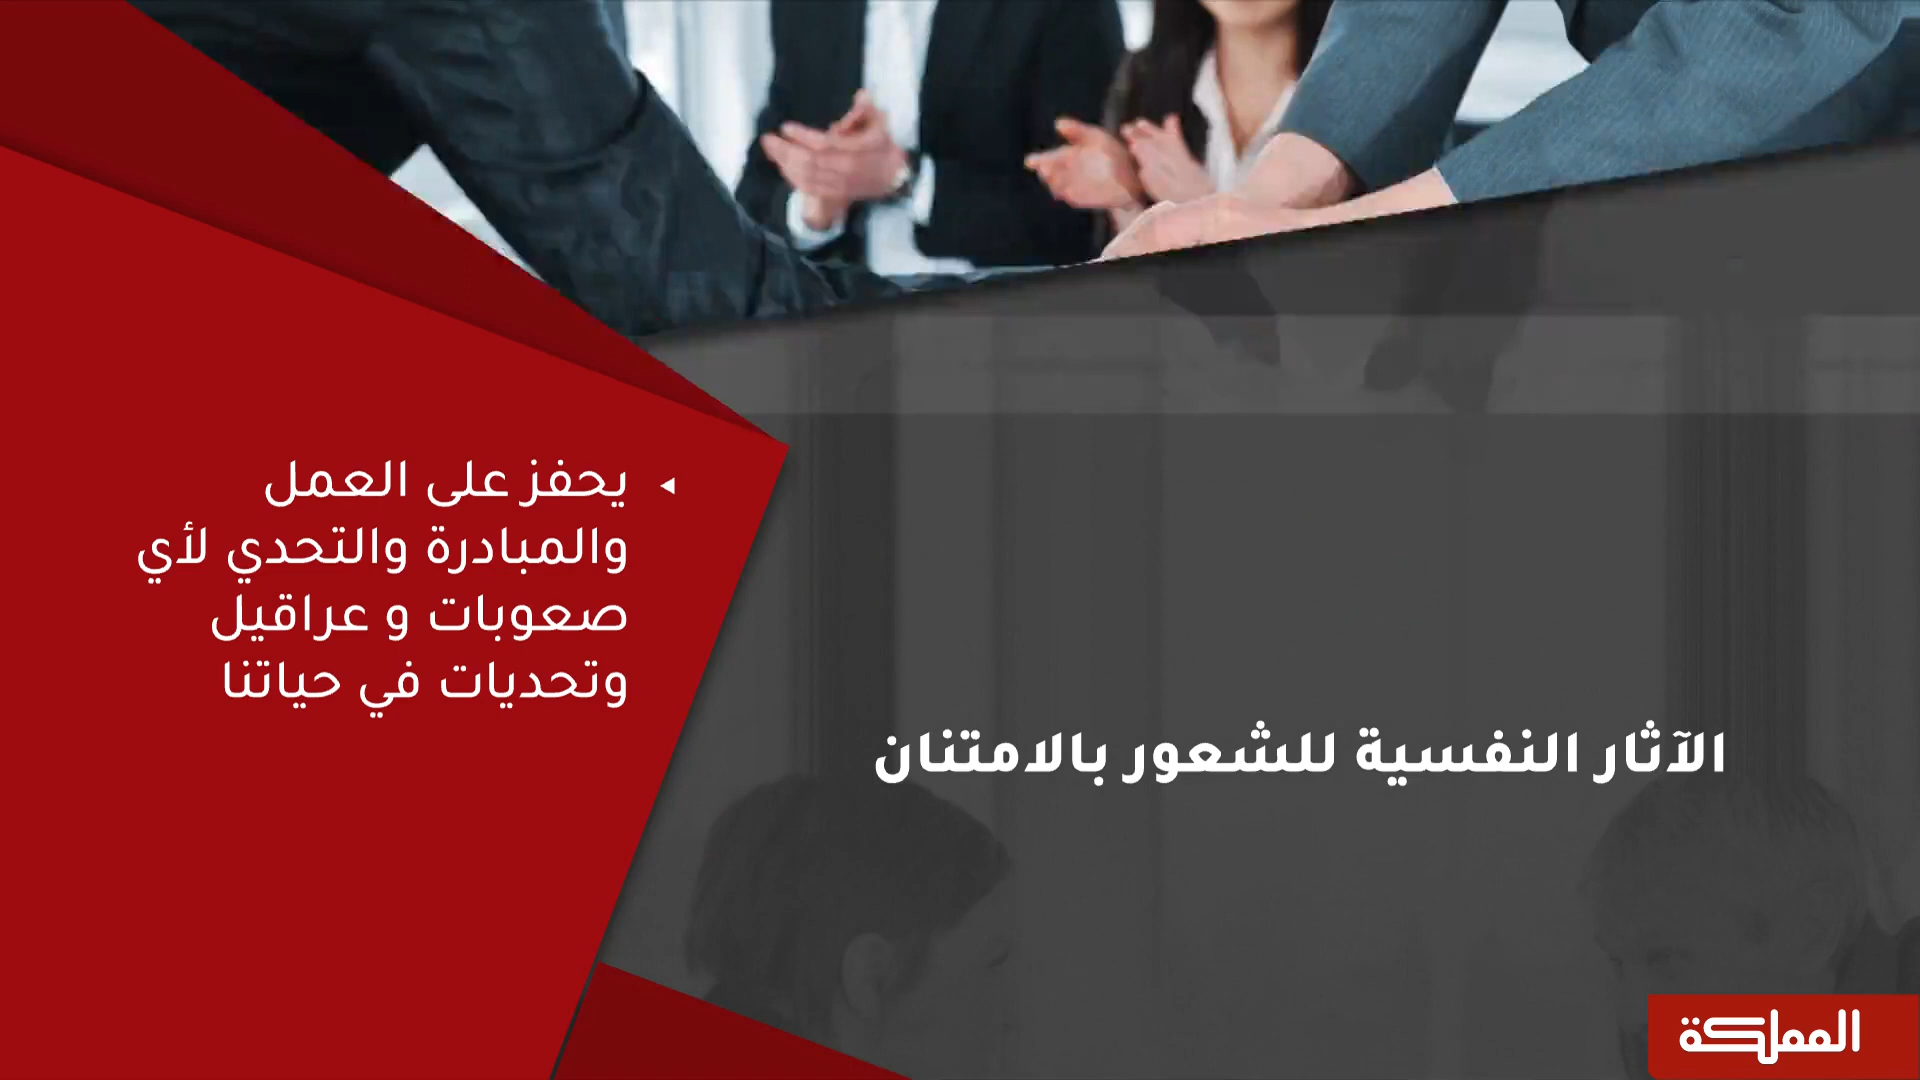 الآثار النفسية للشعور بالامتنان
◂ يحفز على العمل
والمبادرة والتحدي لأي
صعوبات و عراقيل
وتحديات في حياتنا
المملكة